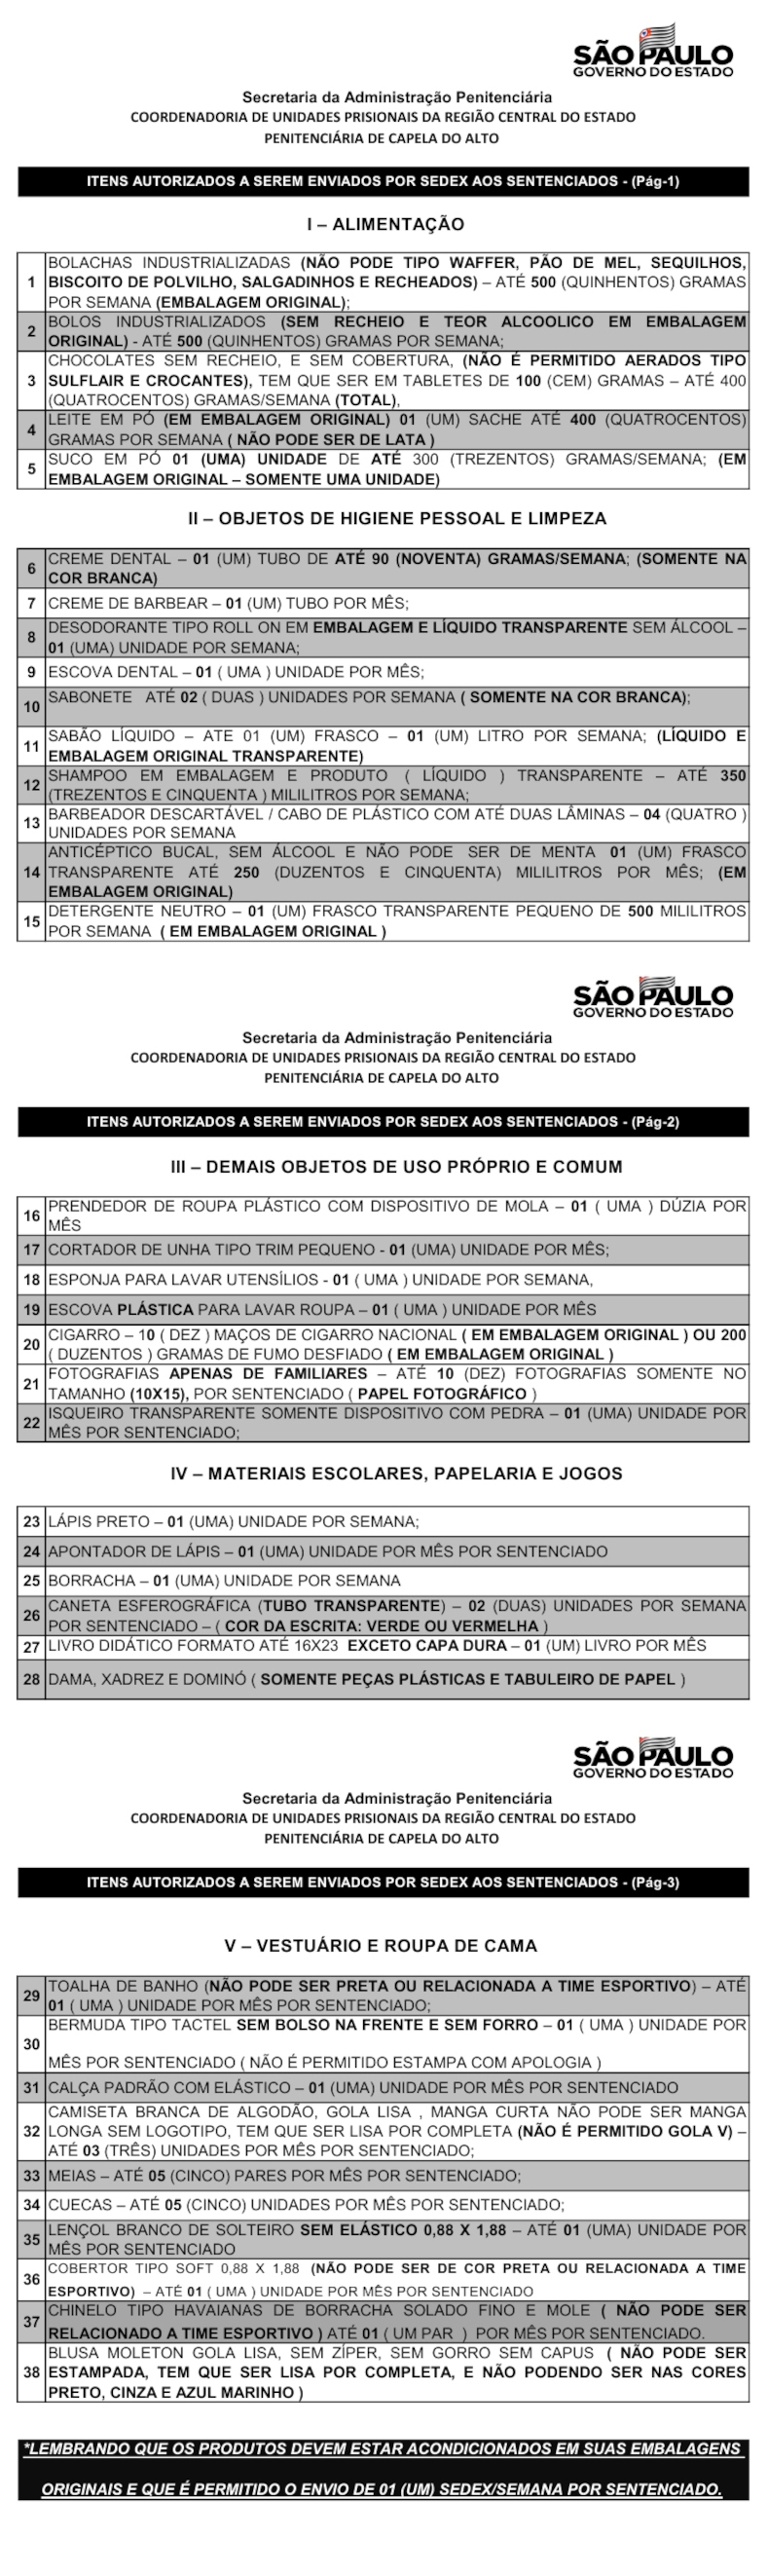 SÃO PAULO
GOVERNO DO ESTADO
Secretaria da Administração Penitenciária
COORDENADORIA DE UNIDADES PRISIONAIS DA REGIÃO CENTRAL DO ESTADO
PENITENCIÁRIA DE CAPELA DO ALTO
ITENS AUTORIZADOS A SEREM ENVIADOS POR SEDEX AOS SENTENCIADOS - (Pág-1)
I – ALIMENTAÇÃO
1 BOLACHAS INDUSTRIALIZADAS (NÃO PODE TIPO WAFFER, PÃO DE MEL, SEQUILHOS,
BISCOITO DE POLVILHO, SALGADINHOS E RECHEADOS) – ATÉ 500 (QUINHENTOS) GRAMAS
POR SEMANA (EMBALAGEM ORIGINAL);
2 BOLOS INDUSTRIALIZADOS (SEM RECHEIO E TEOR ALCOOLICO EM EMBALAGEM
ORIGINAL) - ATÉ 500 (QUINHENTOS) GRAMAS POR SEMANA;
3 CHOCOLATES SEM RECHEIO, E SEM COBERTURA, (NÃO É PERMITIDO AERADOS TIPO
SULFLAIR E CROCANTES), TEM QUE SER EM TABLETES DE 100 (CEM) GRAMAS – ATÉ 400
(QUATROCENTOS) GRAMAS/SEMANA (TOTAL),
4 LEITE EM PÓ (EM EMBALAGEM ORIGINAL) 01 (UM) SACHE ATÉ 400 (QUATROCENTOS)
GRAMAS POR SEMANA ( NÃO PODE SER DE LATA )
5 SUCO EM PÓ 01 (UMA) UNIDADE DE ATÉ 300 (TREZENTOS) GRAMAS/SEMANA; (EM
EMBALAGEM ORIGINAL – SOMENTE UMA UNIDADE)
II – OBJETOS DE HIGIENE PESSOAL E LIMPEZA
6 CREME DENTAL – 01 (UM) TUBO DE ATÉ 90 (NOVENTA) GRAMAS/SEMANA; (SOMENTE NA
COR BRANCA)
7 CREME DE BARBEAR – 01 (UM) TUBO POR MÊS;
8 DESODORANTE TIPO ROLL ON EM EMBALAGEM E LÍQUIDO TRANSPARENTE SEM ÁLCOOL –
01 (UMA) UNIDADE POR SEMANA;
9 ESCOVA DENTAL – 01 ( UMA ) UNIDADE POR MÊS;
10 SABONETE ATÉ 02 ( DUAS ) UNIDADES POR SEMANA ( SOMENTE NA COR BRANCA);
11 SABÃO LÍQUIDO – ATE 01 (UM) FRASCO – 01 (UM) LITRO POR SEMANA; (LÍQUIDO E
EMBALAGEM ORIGINAL TRANSPARENTE)
12 SHAMPOO EM EMBALAGEM E PRODUTO ( LÍQUIDO ) TRANSPARENTE – ATÉ 350
(TREZENTOS E CINQUENTA ) MILILITROS POR SEMANA;
13 BARBEADOR DESCARTÁVEL / CABO DE PLÁSTICO COM ATÉ DUAS LÂMINAS – 04 (QUATRO )
UNIDADES POR SEMANA
14 ANTICÉPTICO BUCAL, SEM ÁLCOOL E NÃO PODE SER DE MENTA 01 (UM) FRASCO
TRANSPARENTE ATÉ 250 (DUZENTOS E CINQUENTA) MILILITROS POR MÊS; (EM
EMBALAGEM ORIGINAL)
15 DETERGENTE NEUTRO – 01 (UM) FRASCO TRANSPARENTE PEQUENO DE 500 MILILITROS
POR SEMANA ( EM EMBALAGEM ORIGINAL )
SÃO PAULO
GOVERNO DO ESTADO
Secretaria da Administração Penitenciária
COORDENADORIA DE UNIDADES PRISIONAIS DA REGIÃO CENTRAL DO ESTADO
PENITENCIÁRIA DE CAPELA DO ALTO
ITENS AUTORIZADOS A SEREM ENVIADOS POR SEDEX AOS SENTENCIADOS - (Pág-2)
III – DEMAIS OBJETOS DE USO PRÓPRIO E COMUM
16 PRENDEDOR DE ROUPA PLÁSTICO COM DISPOSITIVO DE MOLA – 01 ( UMA ) DÚZIA POR
MÊS
17 CORTADOR DE UNHA TIPO TRIM PEQUENO - 01 (UMA) UNIDADE POR MÊS;
18 ESPONJA PARA LAVAR UTENSÍLIOS - 01 ( UMA ) UNIDADE POR SEMANA,
19 ESCOVA PLÁSTICA PARA LAVAR ROUPA – 01 ( UMA ) UNIDADE POR MÊS
20 CIGARRO – 10 ( DEZ ) MAÇOS DE CIGARRO NACIONAL ( EM EMBALAGEM ORIGINAL ) OU 200
( DUZENTOS ) GRAMAS DE FUMO DESFIADO ( EM EMBALAGEM ORIGINAL )
21 FOTOGRAFIAS APENAS DE FAMILIARES – ATÉ 10 (DEZ) FOTOGRAFIAS SOMENTE NO
TAMANHO (10X15), POR SENTENCIADO ( PAPEL FOTOGRÁFICO )
22 ISQUEIRO TRANSPARENTE SOMENTE DISPOSITIVO COM PEDRA – 01 (UMA) UNIDADE POR
MÊS POR SENTENCIADO;
IV – MATERIAIS ESCOLARES, PAPELARIA E JOGOS
23 LÁPIS PRETO – 01 (UMA) UNIDADE POR SEMANA;
24 APONTADOR DE LÁPIS – 01 (UMA) UNIDADE POR MÊS POR SENTENCIADO
25 BORRACHA – 01 (UMA) UNIDADE POR SEMANA
26 CANETA ESFEROGRÁFICA (TUBO TRANSPARENTE) – 02 (DUAS) UNIDADES POR SEMANA
POR SENTENCIADO – ( COR DA ESCRITA: VERDE OU VERMELHA )
27 LIVRO DIDÁTICO FORMATO ATÉ 16X23 EXCETO CAPA DURA – 01 (UM) LIVRO POR MÊS
28 DAMA, XADREZ E DOMINÓ ( SOMENTE PEÇAS PLÁSTICAS E TABULEIRO DE PAPEL )
SÃO PAULO
GOVERNO DO ESTADO
Secretaria da Administração Penitenciária
COORDENADORIA DE UNIDADES PRISIONAIS DA REGIÃO CENTRAL DO ESTADO
PENITENCIÁRIA DE CAPELA DO ALTO
ITENS AUTORIZADOS A SEREM ENVIADOS POR SEDEX AOS SENTENCIADOS - (Pág-3)
V – VESTUÁRIO E ROUPA DE CAMA
29 TOALHA DE BANHO (NÃO PODE SER PRETA OU RELACIONADA A TIME ESPORTIVO) – ATÉ
01 ( UMA ) UNIDADE POR MÊS POR SENTENCIADO;
30 BERMUDA TIPO TACTEL SEM BOLSO NA FRENTE E SEM FORRO – 01 ( UMA ) UNIDADE POR
MÊS POR SENTENCIADO ( NÃO É PERMITIDO ESTAMPA COM APOLOGIA )
31 CALÇA PADRÃO COM ELÁSTICO – 01 (UMA) UNIDADE POR MÊS POR SENTENCIADO
32 CAMISETA BRANCA DE ALGODÃO, GOLA LISA , MANGA CURTA NÃO PODE SER MANGA
LONGA SEM LOGOTIPO, TEM QUE SER LISA POR COMPLETA (NÃO É PERMITIDO GOLA V) –
ATÉ 03 (TRÊS) UNIDADES POR MÊS POR SENTENCIADO;
33 MEIAS – ATÉ 05 (CINCO) PARES POR MÊS POR SENTENCIADO;
34 CUECAS – ATÉ 05 (CINCO) UNIDADES POR MÊS POR SENTENCIADO;
35 LENÇOL BRANCO DE SOLTEIRO SEM ELÁSTICO 0,88 X 1,88 – ATÉ 01 (UMA) UNIDADE POR
MÊS POR SENTENCIADO
36 COBERTOR TIPO SOFT 0,88 X 1,88 (NÃO PODE SER DE COR PRETA OU RELACIONADA A TIME
ESPORTIVO) – ATÉ 01 ( UMA ) UNIDADE POR MÊS POR SENTENCIADO
37 CHINELO TIPO HAVAIANAS DE BORRACHA SOLADO FINO E MOLE ( NÃO PODE SER
RELACIONADO A TIME ESPORTIVO ) ATÉ 01 ( UM PAR ) POR MÊS POR SENTENCIADO.
38 BLUSA MOLETON GOLA LISA, SEM ZÍPER, SEM GORRO SEM CAPUS ( NÃO PODE SER
ESTAMPADA, TEM QUE SER LISA POR COMPLETA, E NÃO PODENDO SER NAS CORES
PRETO, CINZA E AZUL MARINHO )
*LEMBRANDO QUE OS PRODUTOS DEVEM ESTAR ACONDICIONADOS EM SUAS EMBALAGENS
ORIGINAIS E QUE É PERMITIDO O ENVIO DE 01 (UM) SEDEX/SEMANA POR SENTENCIADO.